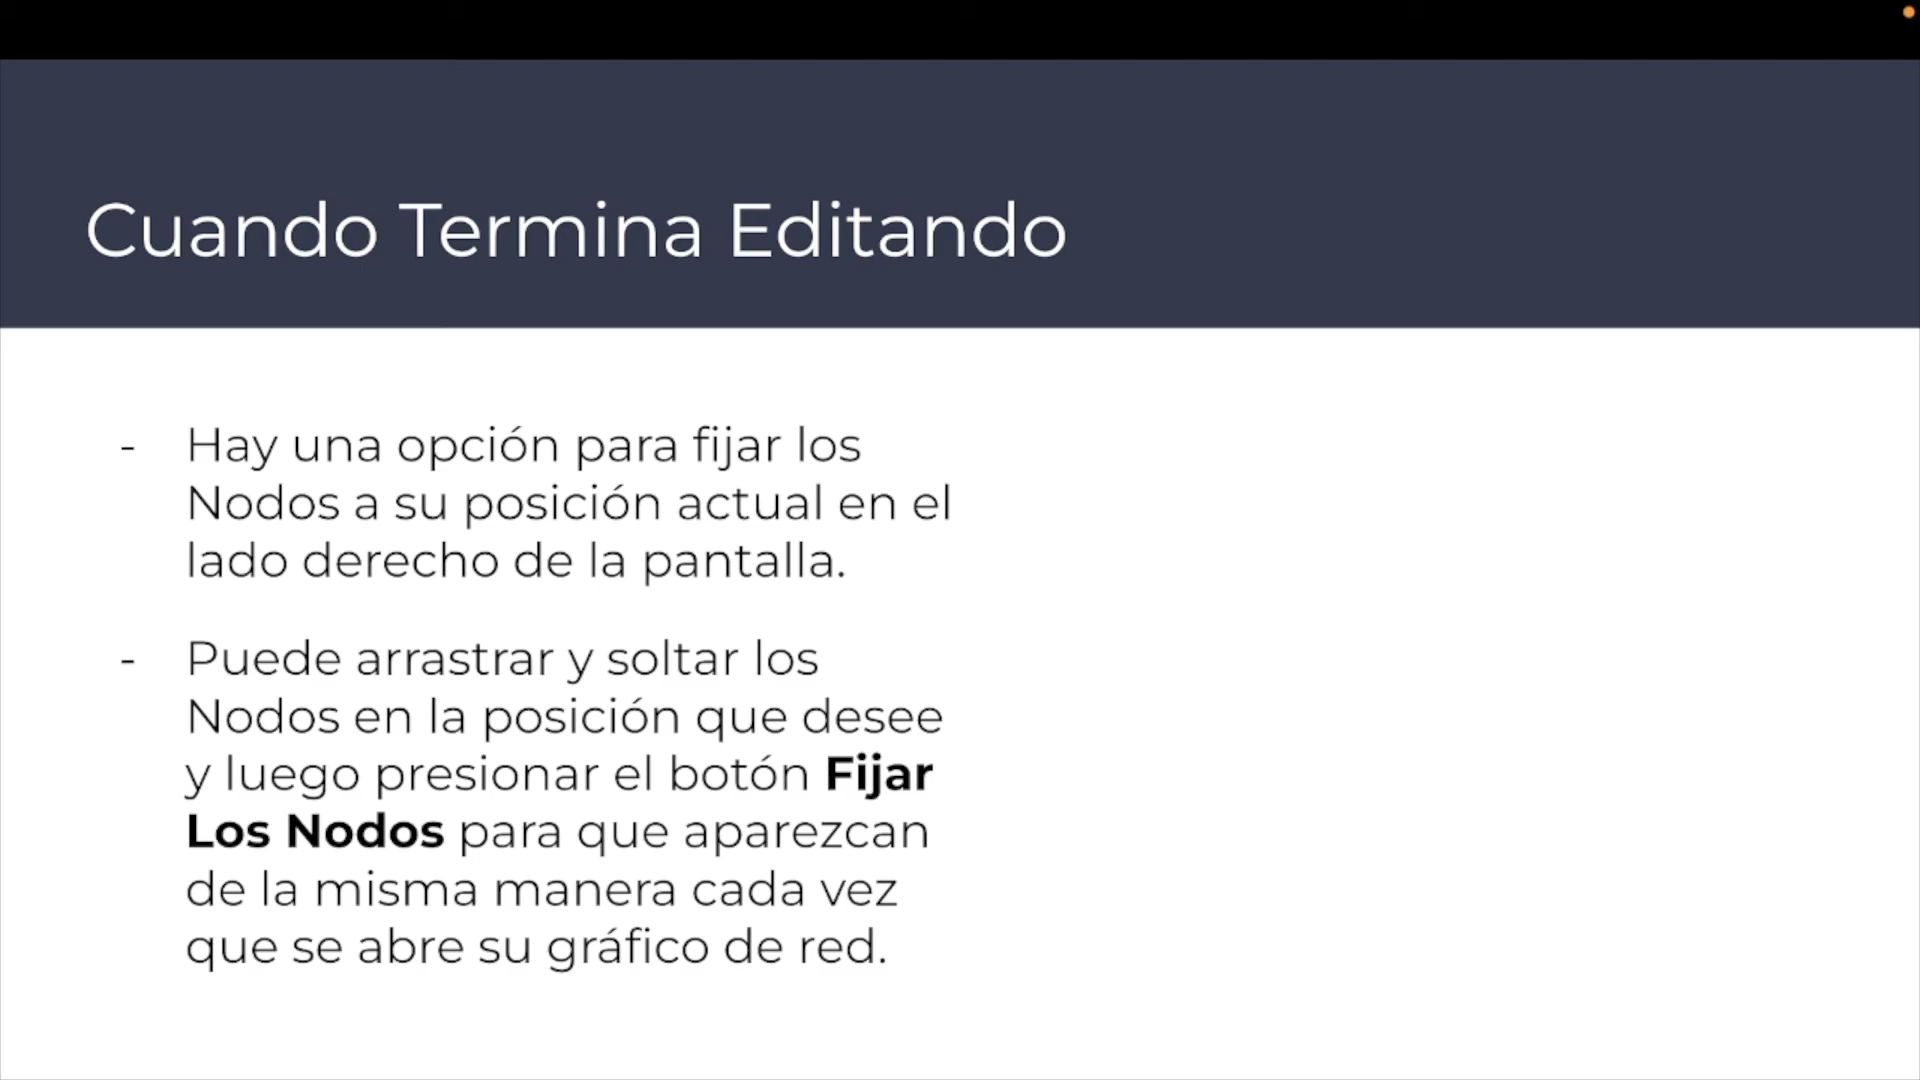 Cuando Termina Editando
- Hay una opción para fijar los
Nodos a su posición actual en el
lado derecho de la pantalla.
- Puede arrastrar y soltar los
Nodos en la posición que desee
y luego presionar el botón Fijar
Los Nodos para que aparezcan
de la misma manera cada vez
que se abre su gráfico de red.